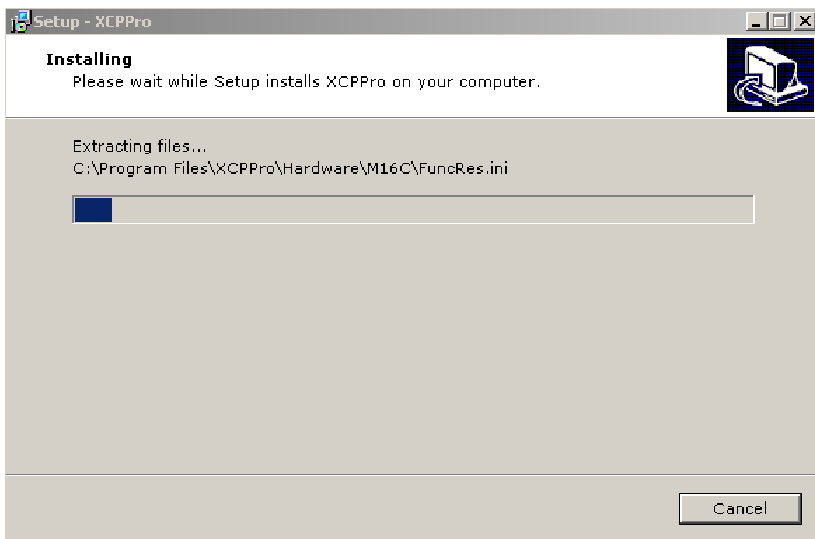 Setup - XCPPro
Installing
Please wait while Setup installs XCPPro on your computer.
Extracting files...
C:\Program Files\XCPPro\Hardware\M16C\FuncRes.ini
Cancel